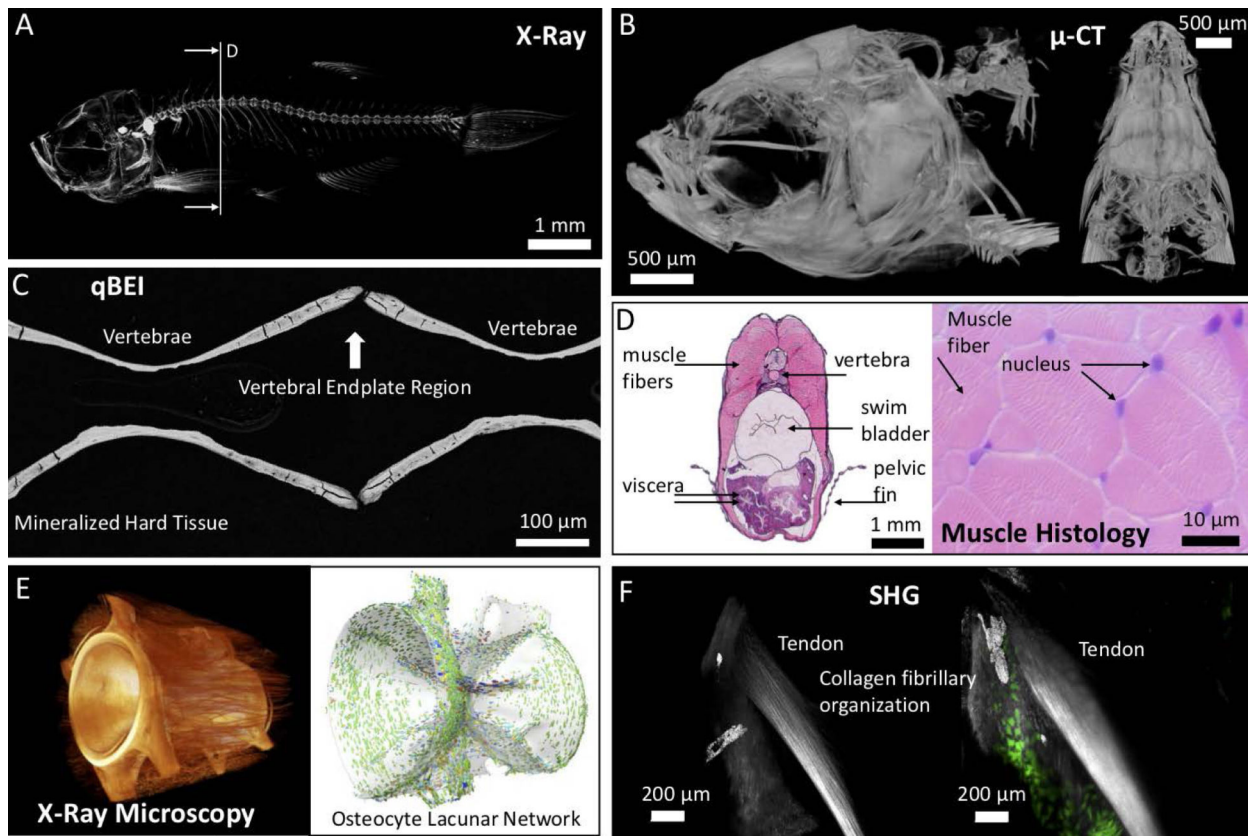 A
D
X-Ray
1 mm
B
μ-CT
500 μm
500 μm
C
qBEI
Vertebrae
Vertebrae
Vertebral Endplate Region
Mineralized Hard Tissue
100 μm
D
muscle
fibers
vertebra
swim
bladder
viscera
pelvic
fin
1 mm
Muscle
fiber
nucleus
Muscle Histology
10 μm
E
X-Ray Microscopy
Osteocyte Lacunar Network
F
SHG
Tendon
Collagen fibrillary
organization
Tendon
200 μm
200 μm